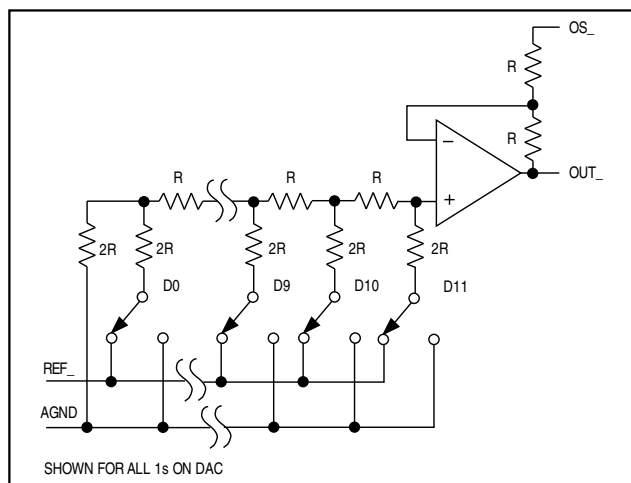 OS_
R
R
OUT_
−
+
R
R
R
2R
2R
2R
2R
2R
D0
D9
D10
D11
REF_
AGND
SHOWN FOR ALL 1s ON DAC